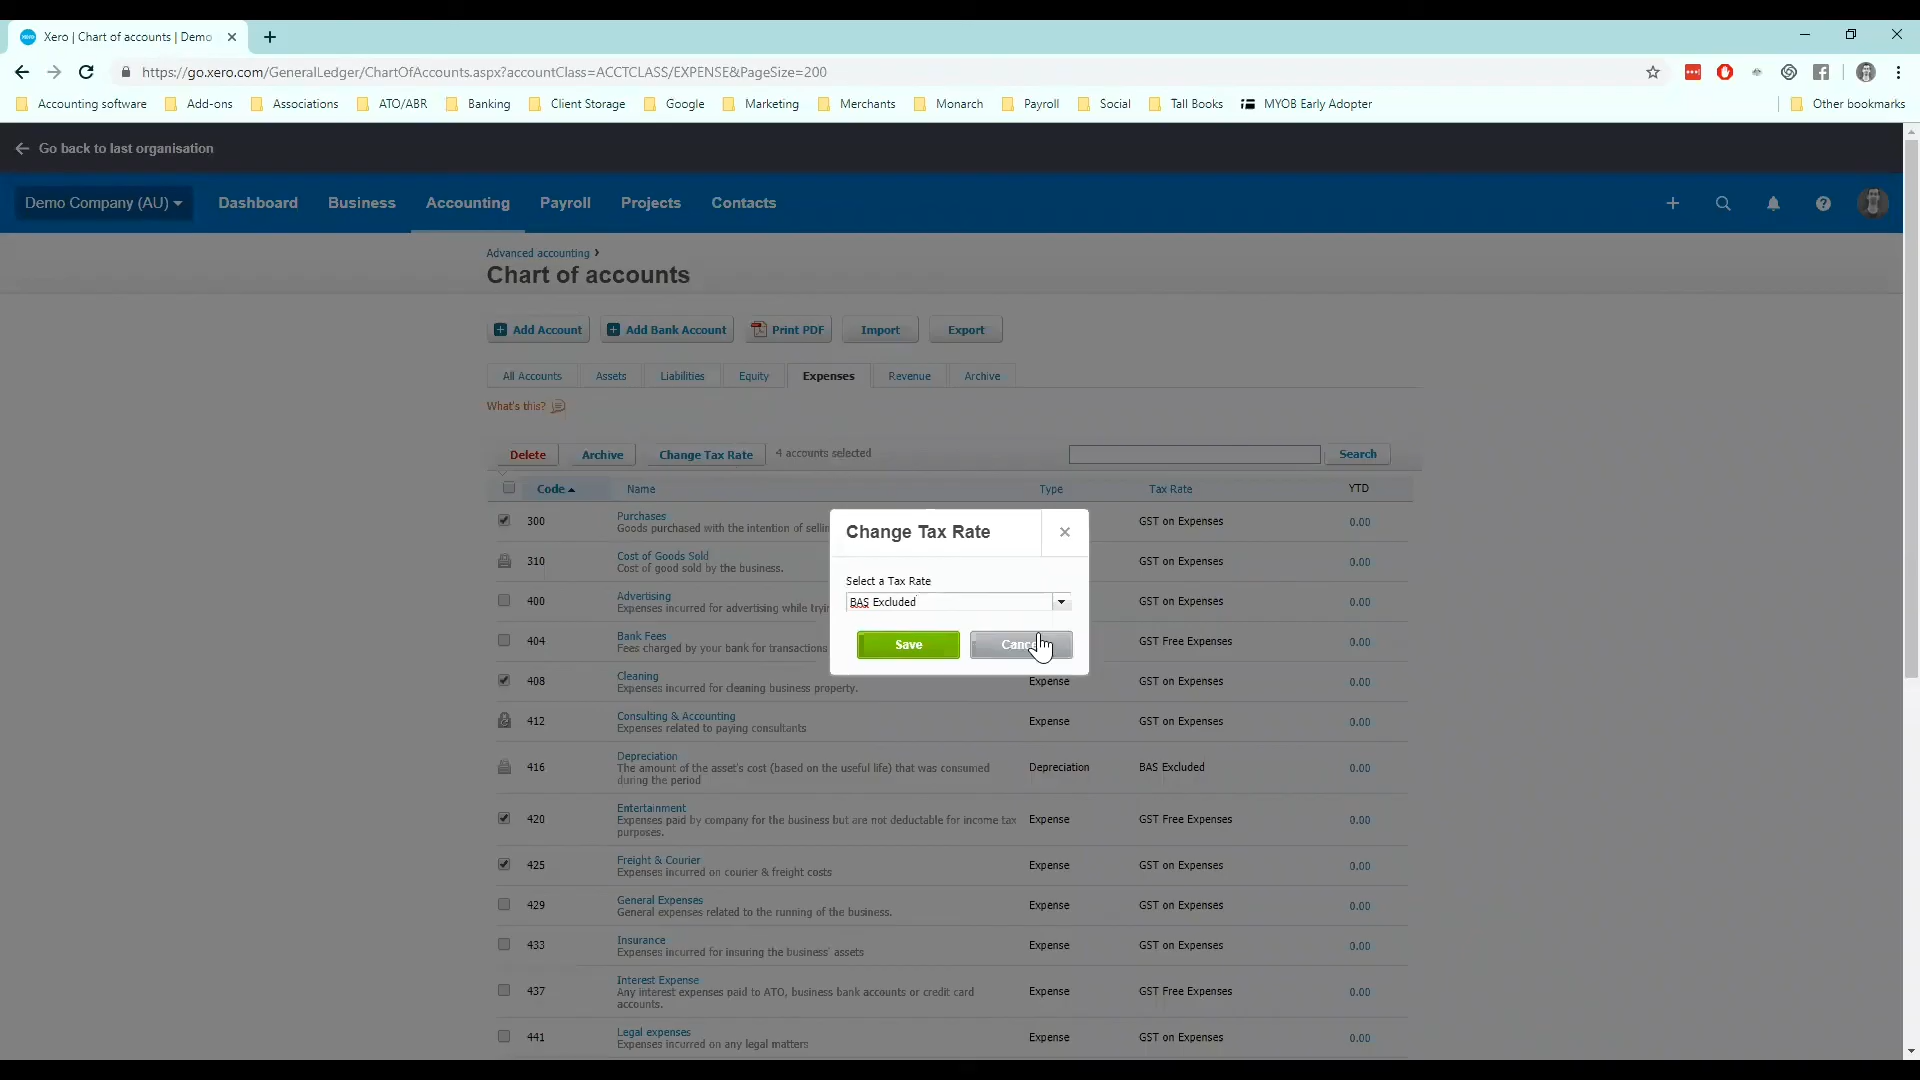 Xero | Chart of accounts | Demo
https://go.xero.com/GeneralLedger/ChartOfAccounts.aspx?accountClass=ACCTCLASS/EXPENSE&PageSize=200
Accounting software Add-ons Associations ATO/ABR Banking Client Storage Google Marketing Merchants Monarch Payroll Social Tall Books MYOB Early Adopter Other bookmarks
Go back to last organisation
Demo Company (AU) Dashboard Business Accounting Payroll Projects Contacts
Advanced accounting ›
Chart of accounts
Add Account Add Bank Account Print PDF Import Export
All Accounts Assets Liabilities Equity Expenses Revenue Archive
What's this?
Delete Archive Change Tax Rate 4 accounts selected Search
Code Name Type Tax Rate YTD
300 Purchases GST on Expenses 0.00
Goods purchased with the intention of
310 Cost of Goods Sold GST on Expenses 0.00
Cost of good sold by the business.
400 Advertising GST on Expenses 0.00
Expenses incurred for advertising while
404 Bank Fees GST Free Expenses 0.00
Fees charged by your bank for transactions
Change Tax Rate
Select a Tax Rate
BAS Excluded
Save Cancel
408 Cleaning Expense GST on Expenses 0.00
Expenses incurred for cleaning business property.
412 Consulting & Accounting Expense GST on Expenses 0.00
Expenses related to paying consultants
416 Depreciation Depreciation BAS Excluded 0.00
The amount of the asset's cost (based on the useful life) that was consumed
during the period
420 Entertainment Expense GST Free Expenses 0.00
Expenses paid by company for the business but are not deductable for income tax
purposes.
425 Freight & Courier Expense GST on Expenses 0.00
Expenses incurred on courier & freight costs
429 General Expenses Expense GST on Expenses 0.00
General expenses related to the running of the business.
433 Insurance Expense GST on Expenses 0.00
Expenses incurred for insuring the business' assets
437 Interest Expense Expense GST Free Expenses 0.00
Any interest expenses paid to ATO, business bank accounts or credit card
accounts.
441 Legal expenses Expense GST on Expenses 0.00
Expenses incurred on any legal matters